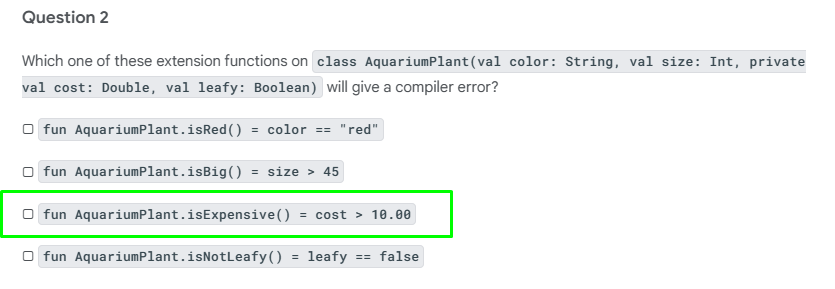 Question 2
Which one of these extension functions on class AquariumPlant(val color: String, val size: Int, private
val cost: Double, val leafy: Boolean) will give a compiler error?
fun AquariumPlant.isRed() = color == "red"
fun AquariumPlant.isBig() = size > 45
fun AquariumPlant.isExpensive() = cost > 10.00
fun AquariumPlant.isNotLeafy() = leafy == false